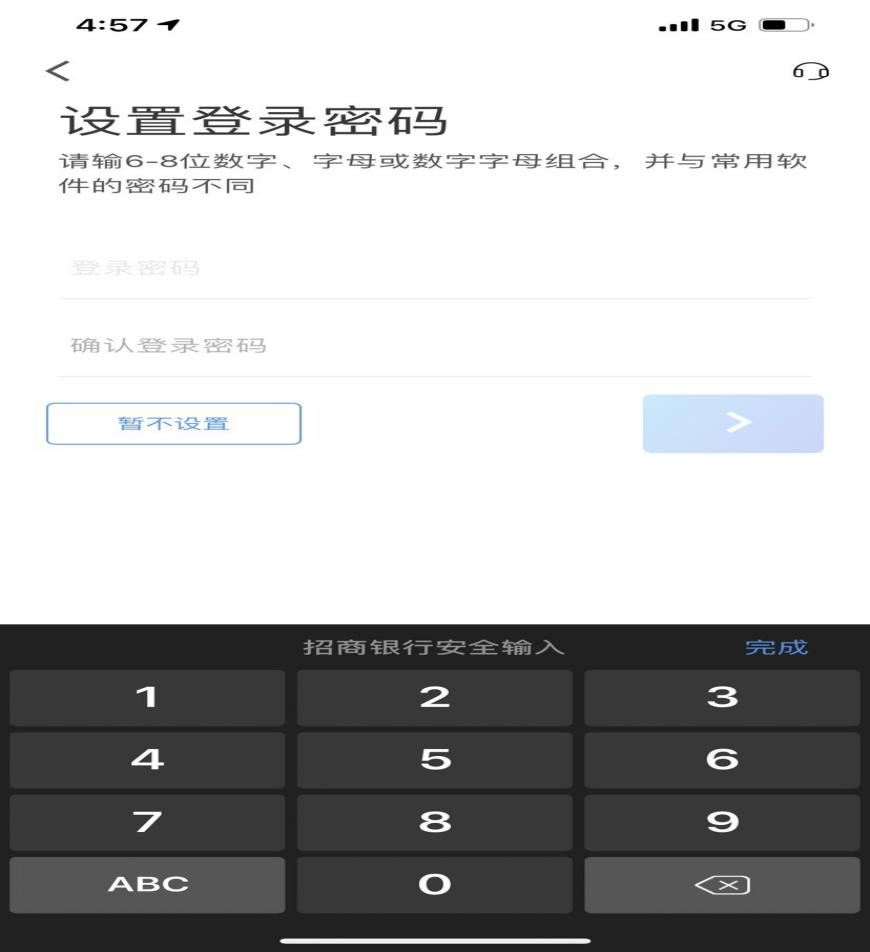 4:57
5G
设置登录密码
请输6-8位数字、字母或数字字母组合，并与常用软
件的密码不同
登录密码
确认登录密码
暂不设置
招商银行安全输入 完成
1 2 3
4 5 6
7 8 9
ABC 0